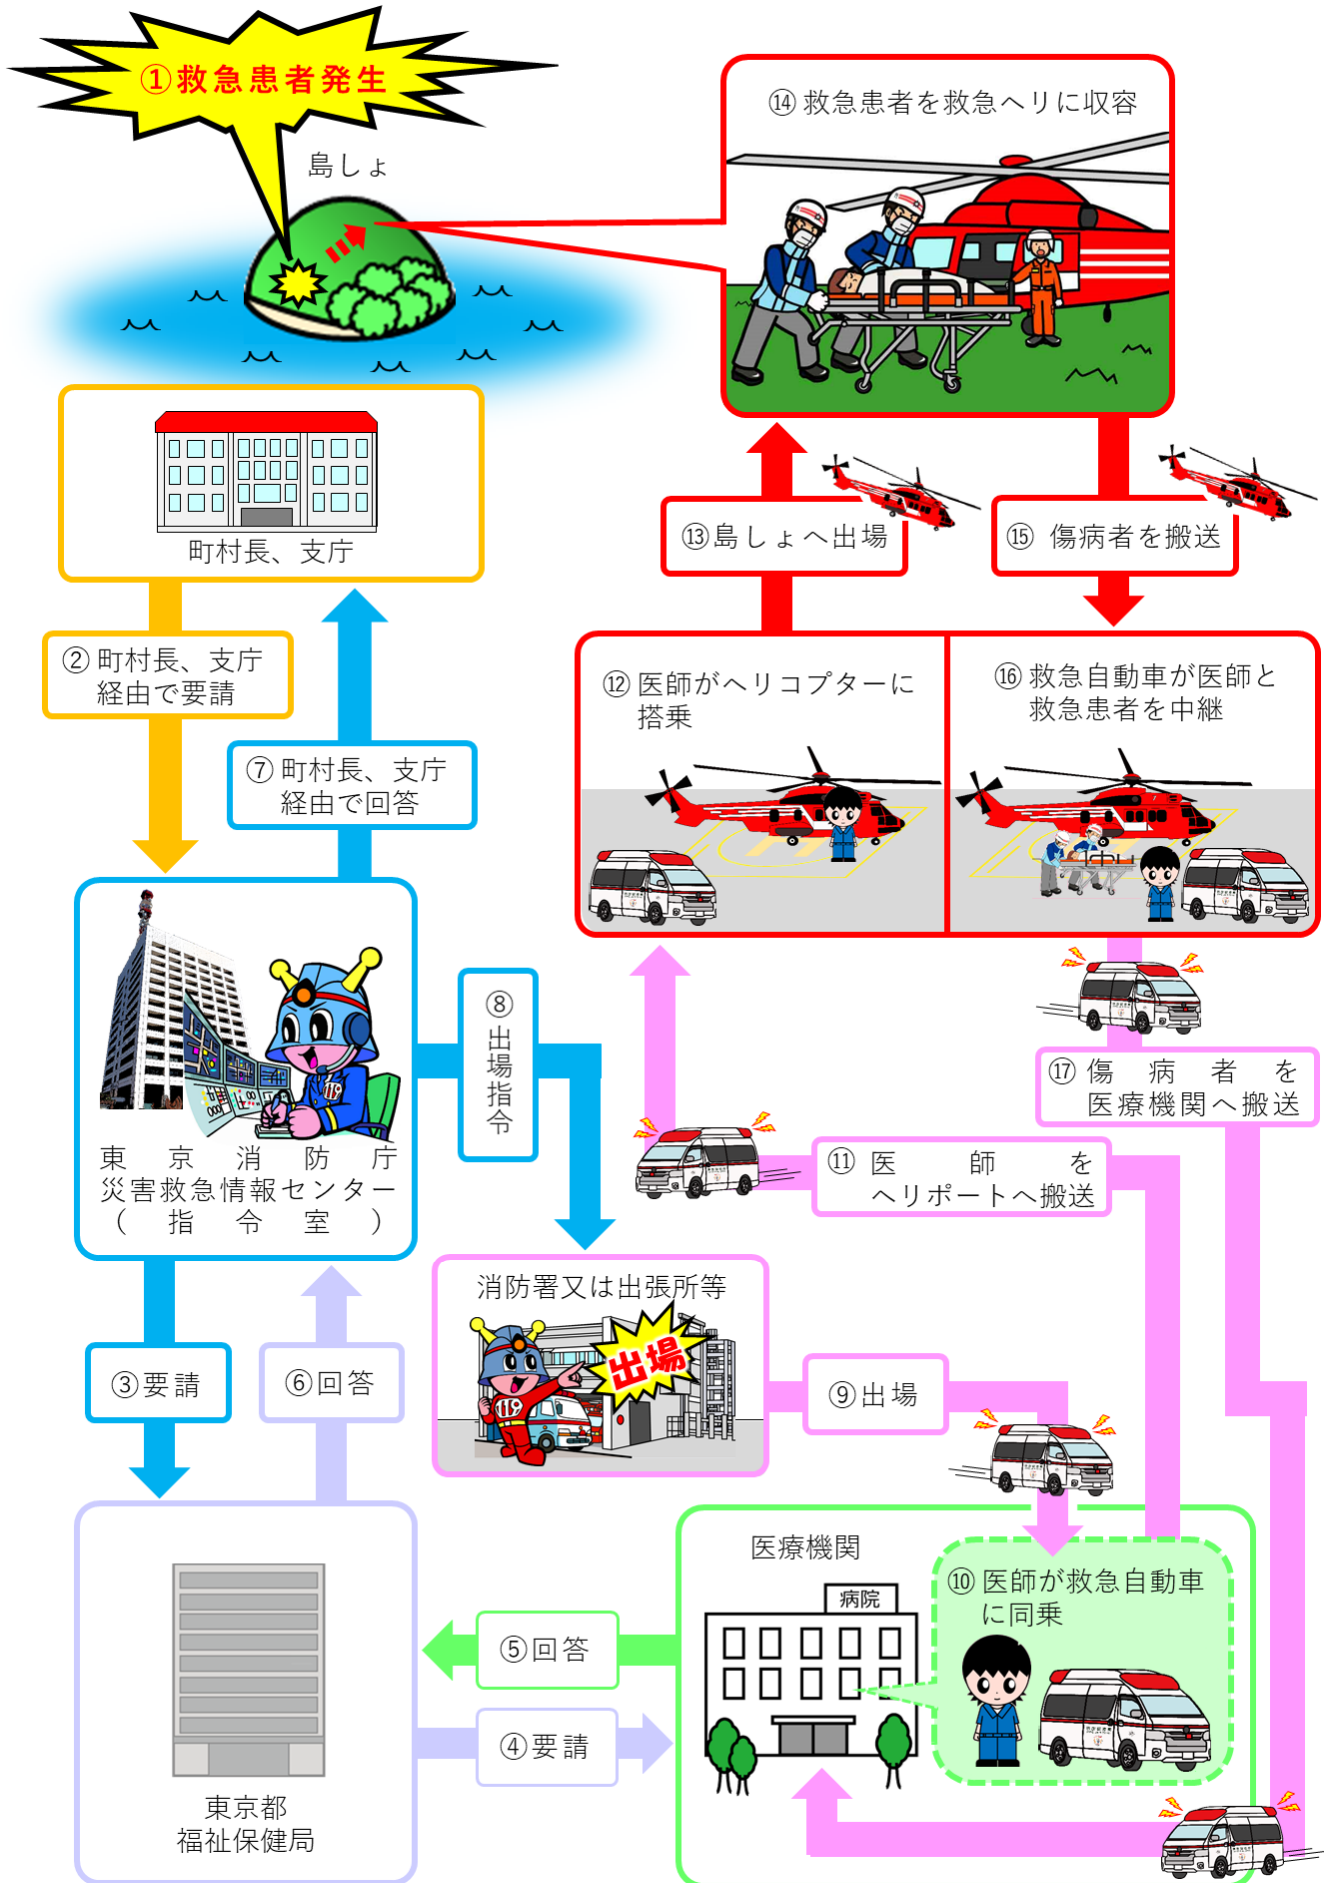 ①救急患者発生
島しょ
⑭救急患者を救急ヘリに収容
町村長、支庁
⑬島しょへ出場
⑮ 傷病者を搬送
②町村長、支庁
経由で要請
⑦町村長、支庁
経由で回答
⑫医師がヘリコプターに
搭乗
⑯救急自動車が医師と
救急患者を中継
⑧出場指令
119
東京消防庁
災害救急情報センター
(指令室)
⑰傷病者を
医療機関へ搬送
⑪医師を
ヘリポートへ搬送
消防署又は出張所等
出場
119
③要請
⑥回答
⑨出場
医療機関
病院
⑩医師が救急自動車
に同乗
⑤回答
④要請
東京都
福祉保健局